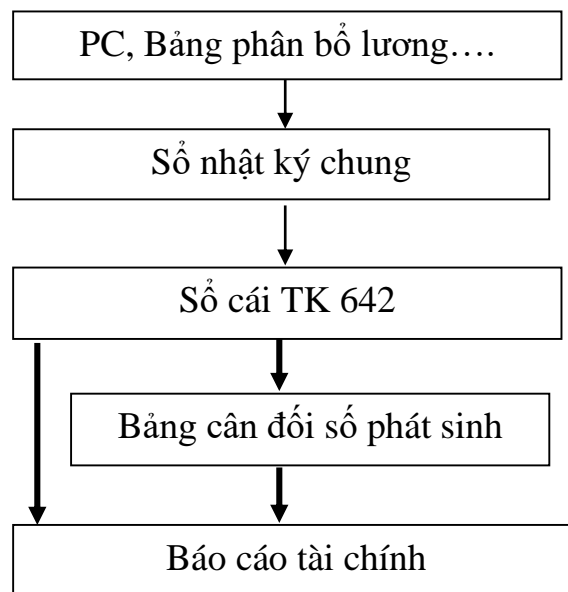 PC, Bảng phân bổ lương….
Sổ nhật ký chung
Sổ cái TK 642
Bảng cân đối số phát sinh
Báo cáo tài chính